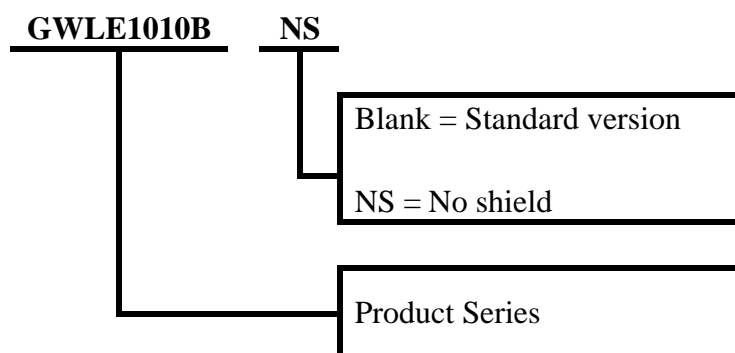 GWLE1010B NS
Blank = Standard version
NS = No shield
Product Series